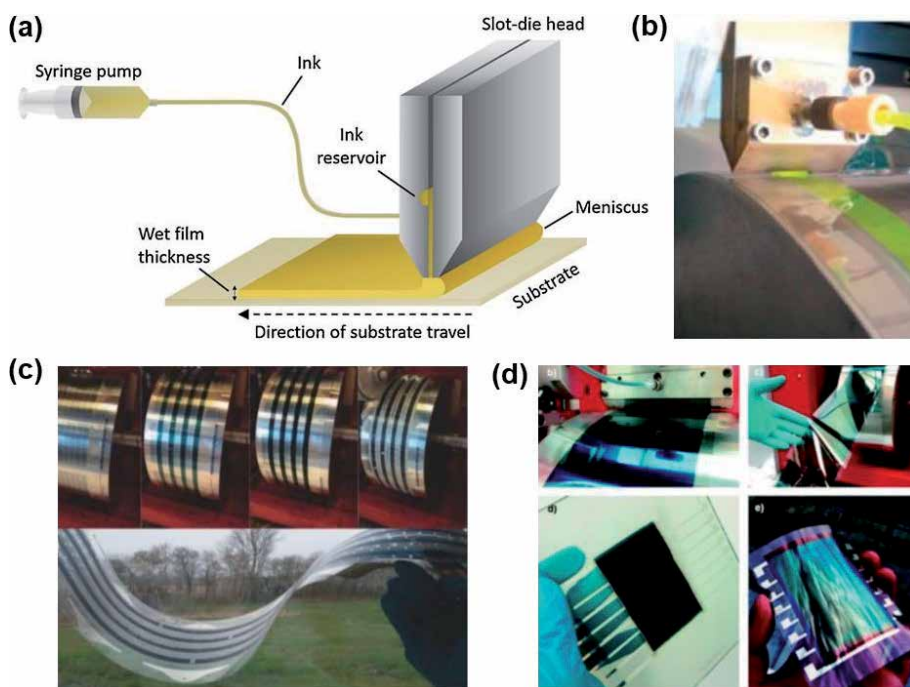 (a)
Slot-die head
Syringe pump
Ink
Ink
reservoir
Meniscus
Wet film
thickness
Substrate
Direction of substrate travel
(b)
(c)
(d)
b)
c)
d)
e)